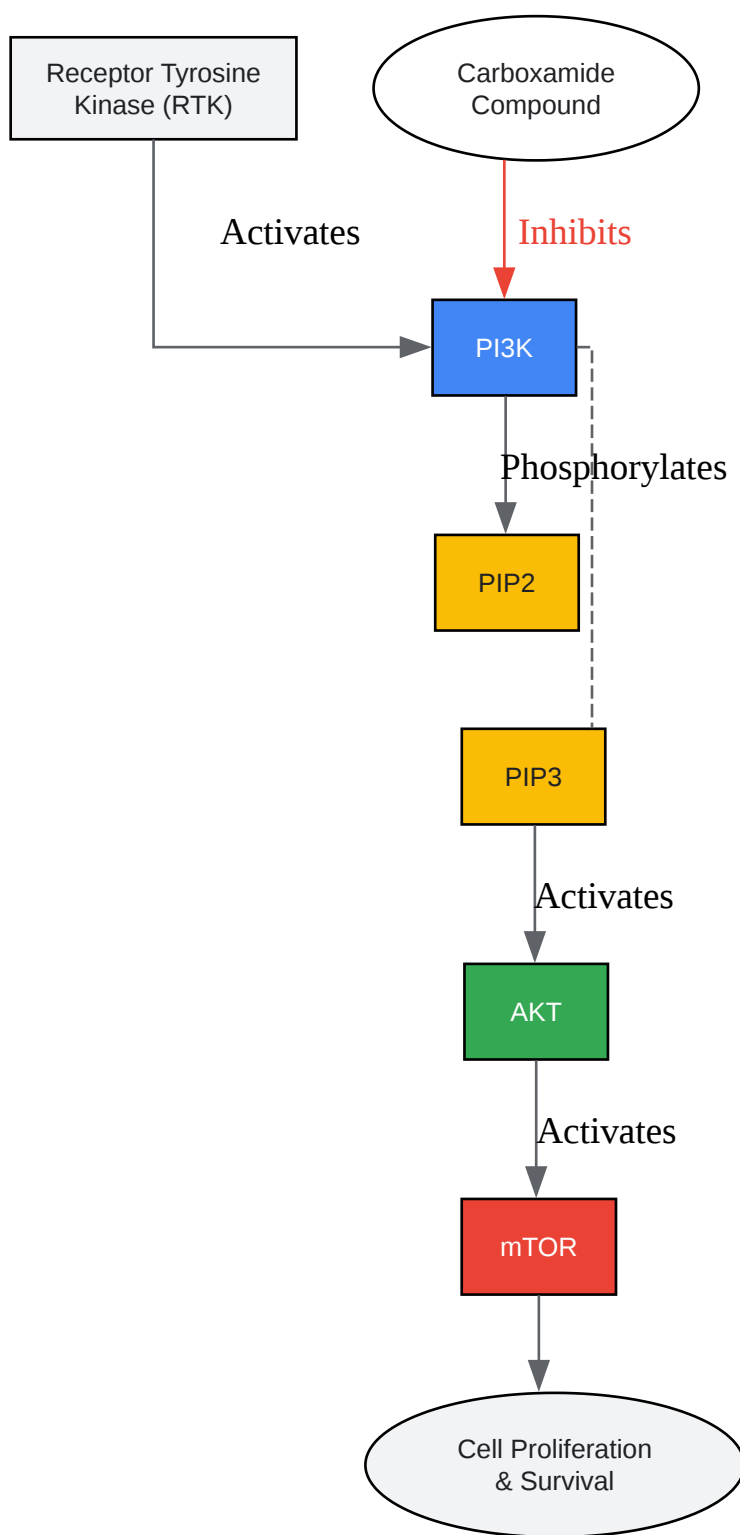 Receptor Tyrosine
Kinase (RTK)
Carboxamide
Compound
Activates
Inhibits
PI3K
Phosphorylates
PIP2
PIP3
Activates
AKT
Activates
mTOR
Cell Proliferation
& Survival